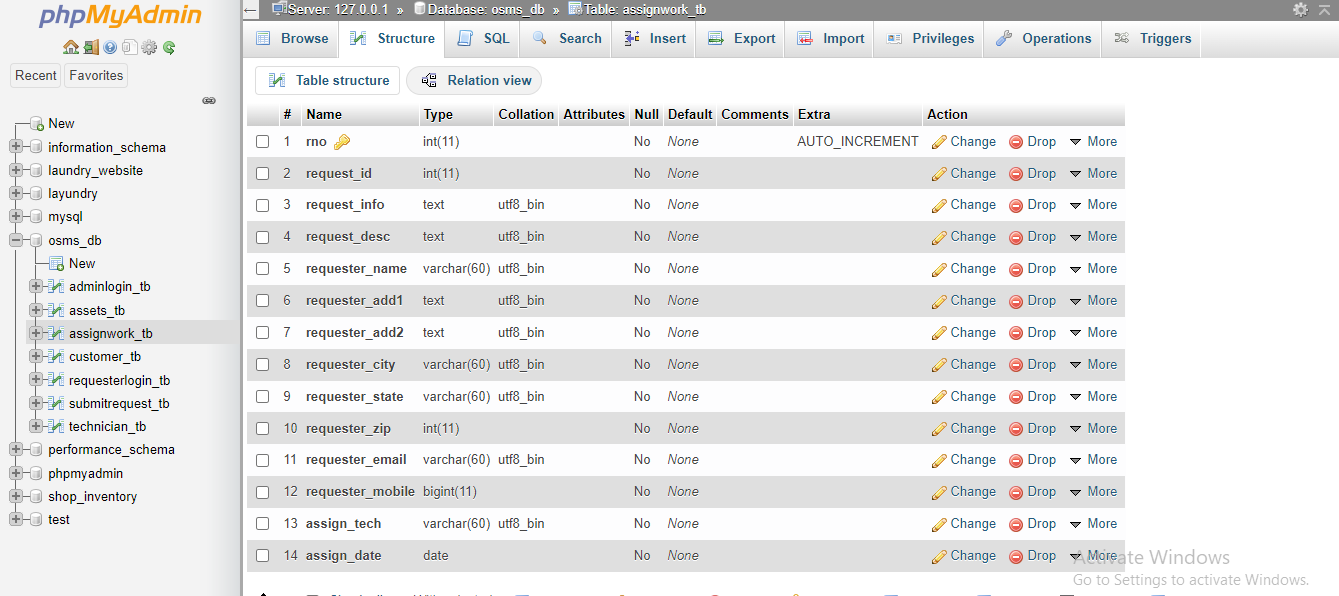 phpMyAdmin
Recent Favorites
New
information_schema
laundry_website
layundry
mysql
osms_db
New
adminlogin_tb
assets_tb
assignwork_tb
customer_tb
requesterlogin_tb
submitrequest_tb
technician_tb
performance_schema
phpmyadmin
shop_inventory
test
Server: 127.0.0.1 » Database: osms_db » Table: assignwork_tb
Browse Structure SQL Search Insert Export Import Privileges Operations Triggers
Table structure Relation view
# Name Type Collation Attributes Null Default Comments Extra Action
1 rno int(11) No None AUTO_INCREMENT Change Drop More
2 request_id int(11) No None Change Drop More
3 request_info text utf8_bin No None Change Drop More
4 request_desc text utf8_bin No None Change Drop More
5 requester_name varchar(60) utf8_bin No None Change Drop More
6 requester_add1 text utf8_bin No None Change Drop More
7 requester_add2 text utf8_bin No None Change Drop More
8 requester_city varchar(60) utf8_bin No None Change Drop More
9 requester_state varchar(60) utf8_bin No None Change Drop More
10 requester_zip int(11) No None Change Drop More
11 requester_email varchar(60) utf8_bin No None Change Drop More
12 requester_mobile bigint(11) No None Change Drop More
13 assign_tech varchar(60) utf8_bin No None Change Drop More
14 assign_date date No None Change Drop More
Activate Windows
Go to Settings to activate Windows.